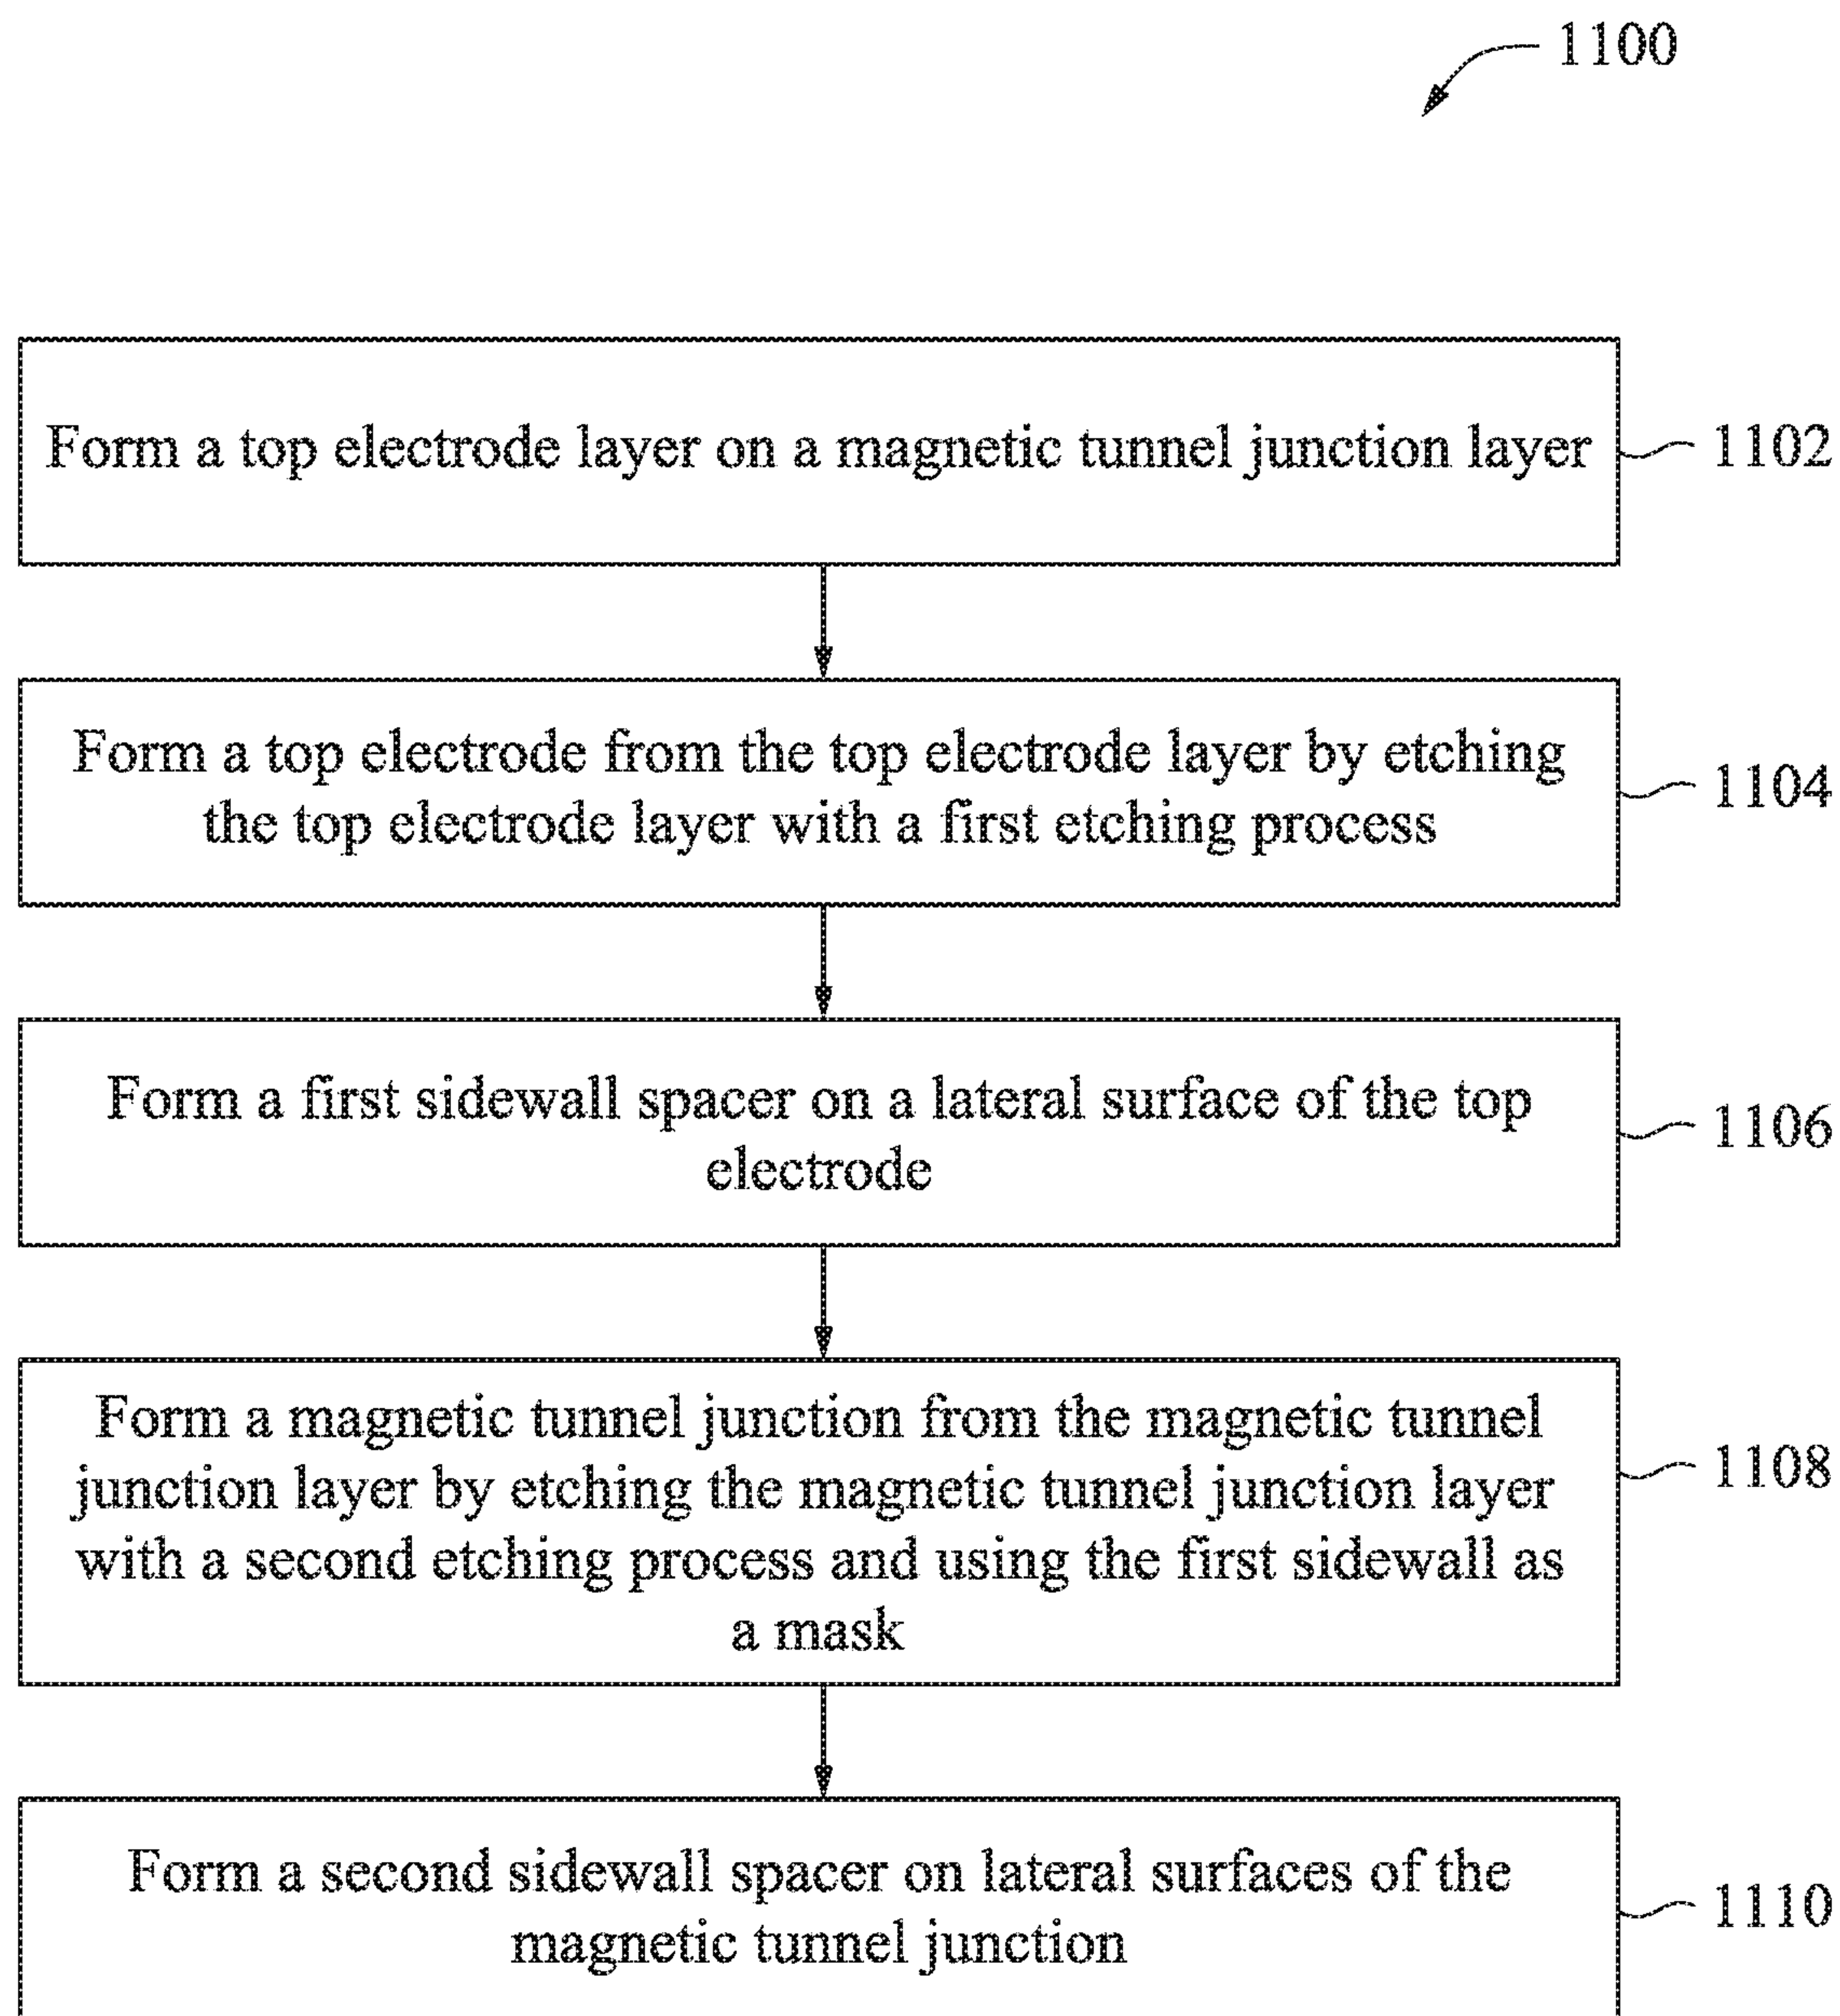 1100
Form a top electrode layer on a magnetic tunnel junction layer
1102
Form a top electrode from the top electrode layer by etching
the top electrode layer with a first etching process
1104
Form a first sidewall spacer on a lateral surface of the top
electrode
1106
Form a magnetic tunnel junction from the magnetic tunnel
junction layer by etching the magnetic tunnel junction layer
with a second etching process and using the first sidewall as
a mask
1108
Form a second sidewall spacer on lateral surfaces of the
magnetic tunnel junction
1110